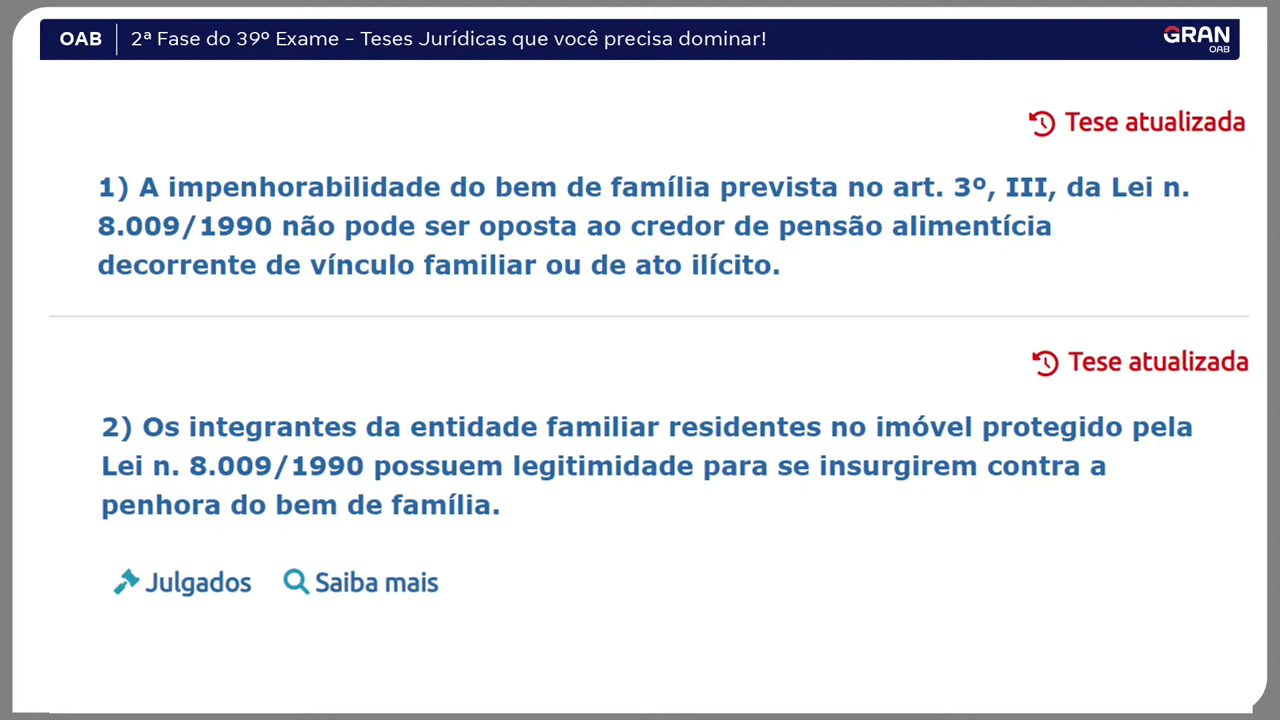 OAB 2ª Fase do 39º Exame – Teses Jurídicas que você precisa dominar! GRAN
OAB
Tese atualizada
1) A impenhorabilidade do bem de família prevista no art. 3º, III, da Lei n.
8.009/1990 não pode ser oposta ao credor de pensão alimentícia
decorrente de vínculo familiar ou de ato ilícito.
Tese atualizada
2) Os integrantes da entidade familiar residentes no imóvel protegido pela
Lei n. 8.009/1990 possuem legitimidade para se insurgirem contra a
penhora do bem de família.
Julgados Saiba mais